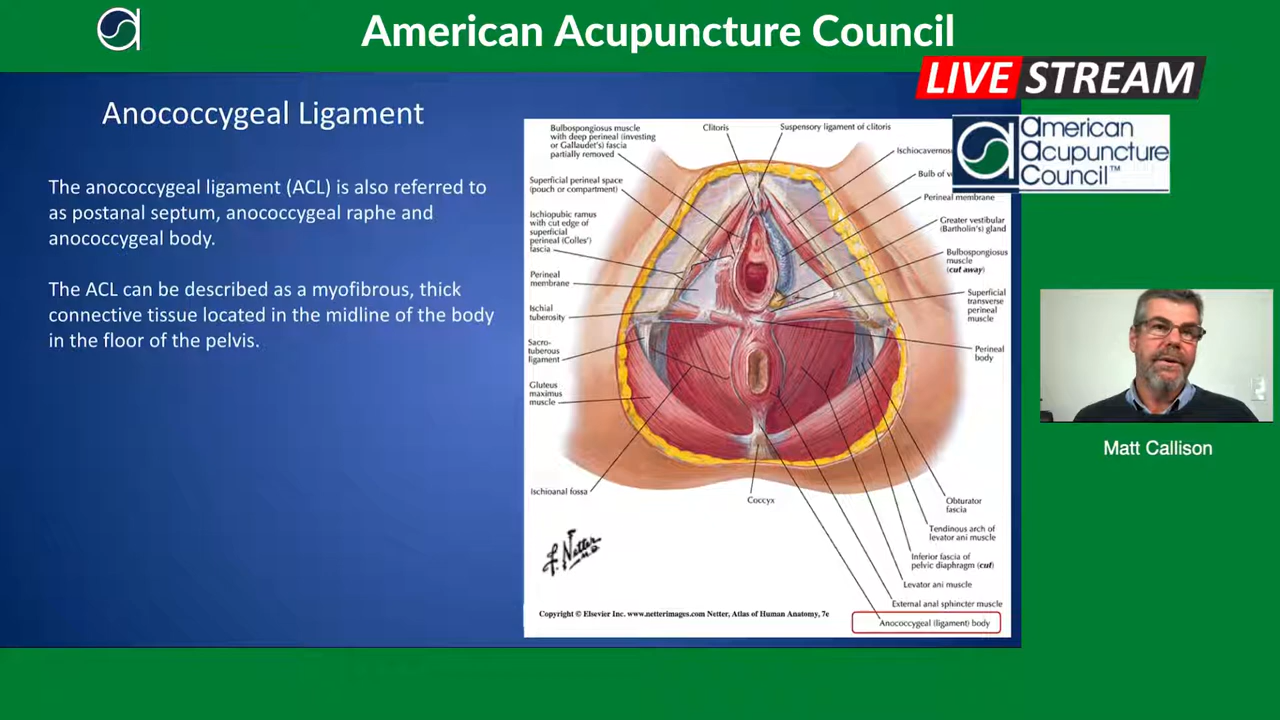 American Acupuncture Council
LIVE STREAM
american
acupuncture
council™
Anococcygeal Ligament
The anococcygeal ligament (ACL) is also referred to
as postanal septum, anococcygeal raphe and
anococcygeal body.
The ACL can be described as a myofibrous, thick
connective tissue located in the midline of the body
in the floor of the pelvis.
Bulbospongiosus muscle
with deep perineal (investing
or Gallaudet's) fascia
partially removed
Superficial perineal space
(pouch or compartment)
Ischiopubic ramus
with cut edge of
superficial
perineal (Colles')
fascia
Perineal
membrane
Ischial
tuberosity
Sacro-
tuberous
ligament
Gluteus
maximus
muscle
Ischioanal fossa
Clitoris
Suspensory ligament of clitoris
Bulb of
Perineal membrane
Greater vestibular
(Bartholin's) gland
Bulbospongiosus
muscle
(cut away)
Superficial
transverse
perineal
muscle
Perineal
body
Coccyx
Obturator
fascia
Tendinous arch of
levator ani muscle
Inferior fascia of
pelvic diaphragm (cut)
Levator ani muscle
External anal sphincter muscle
Anococcygeal (ligament) body
F. Netter
M.D.
Copyright © Elsevier Inc. www.netterimages.com Netter, Atlas of Human Anatomy, 7e
Matt Callison